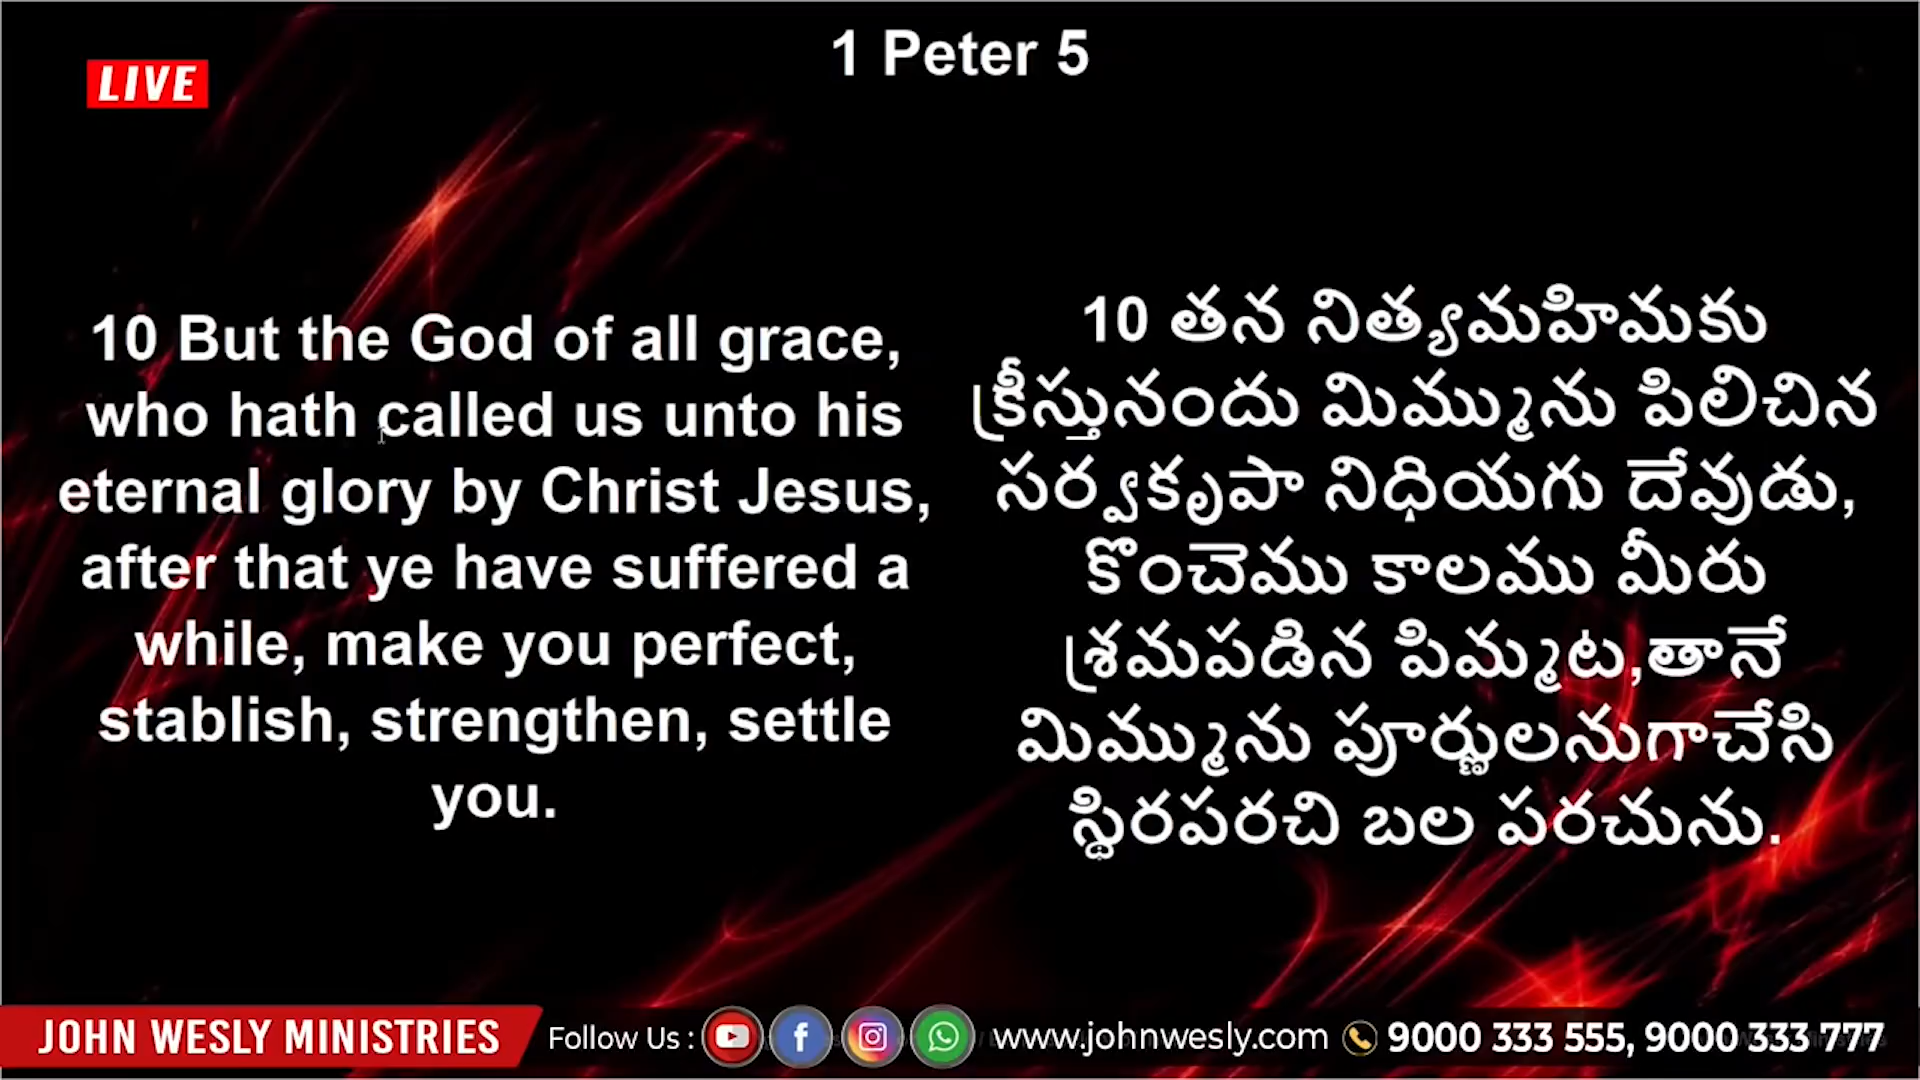 1 Peter 5
LIVE
10 But the God of all grace,
who hath called us unto his
eternal glory by Christ Jesus,
after that ye have suffered a
while, make you perfect,
stablish, strengthen, settle
you.
10 తన నిత్యమహిమకు
క్రీస్తునందు మిమ్మును పిలిచిన
సర్వకృపా నిధియగు దేవుడు,
కొంచెము కాలము మీరు
శ్రమపడిన పిమ్మట,తానే
మిమ్మును పూర్ణులనుగాచేసి
స్థిరపరచి బల పరచును.
JOHN WESLY MINISTRIES Follow Us : www.johnwesly.com 9000 333 555, 9000 333 777